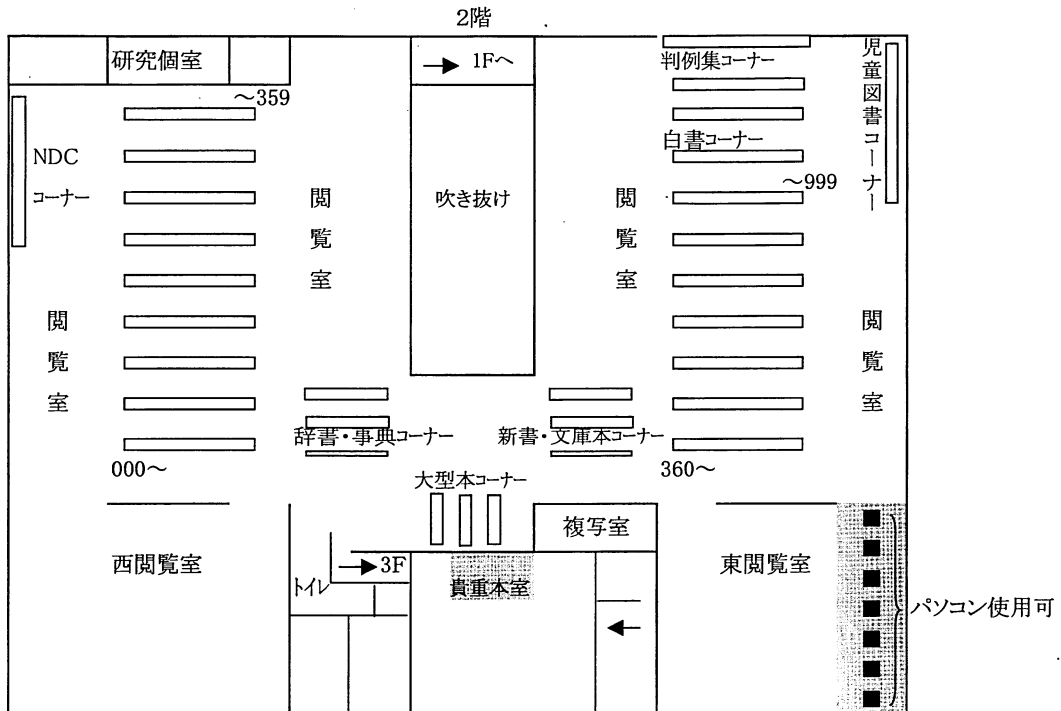 2階
研究個室
1Fへ
判例集コーナー
児童図書コーナー
～359
NDC
コーナー
白書コーナー
～999
閲覧室
吹き抜け
閲覧室
閲覧室
閲覧室
辞書・事典コーナー
新書・文庫本コーナー
000～
360～
大型本コーナー
複写室
西閲覧室
3F
トイレ
貴重本室
東閲覧室
パソコン使用可